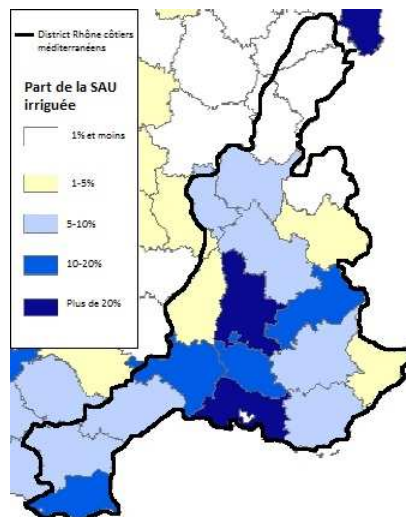 District Rhône côtiers
méditerranéens
Part de la SAU
irriguée
1% et moins
1-5%
5-10%
10-20%
Plus de 20%